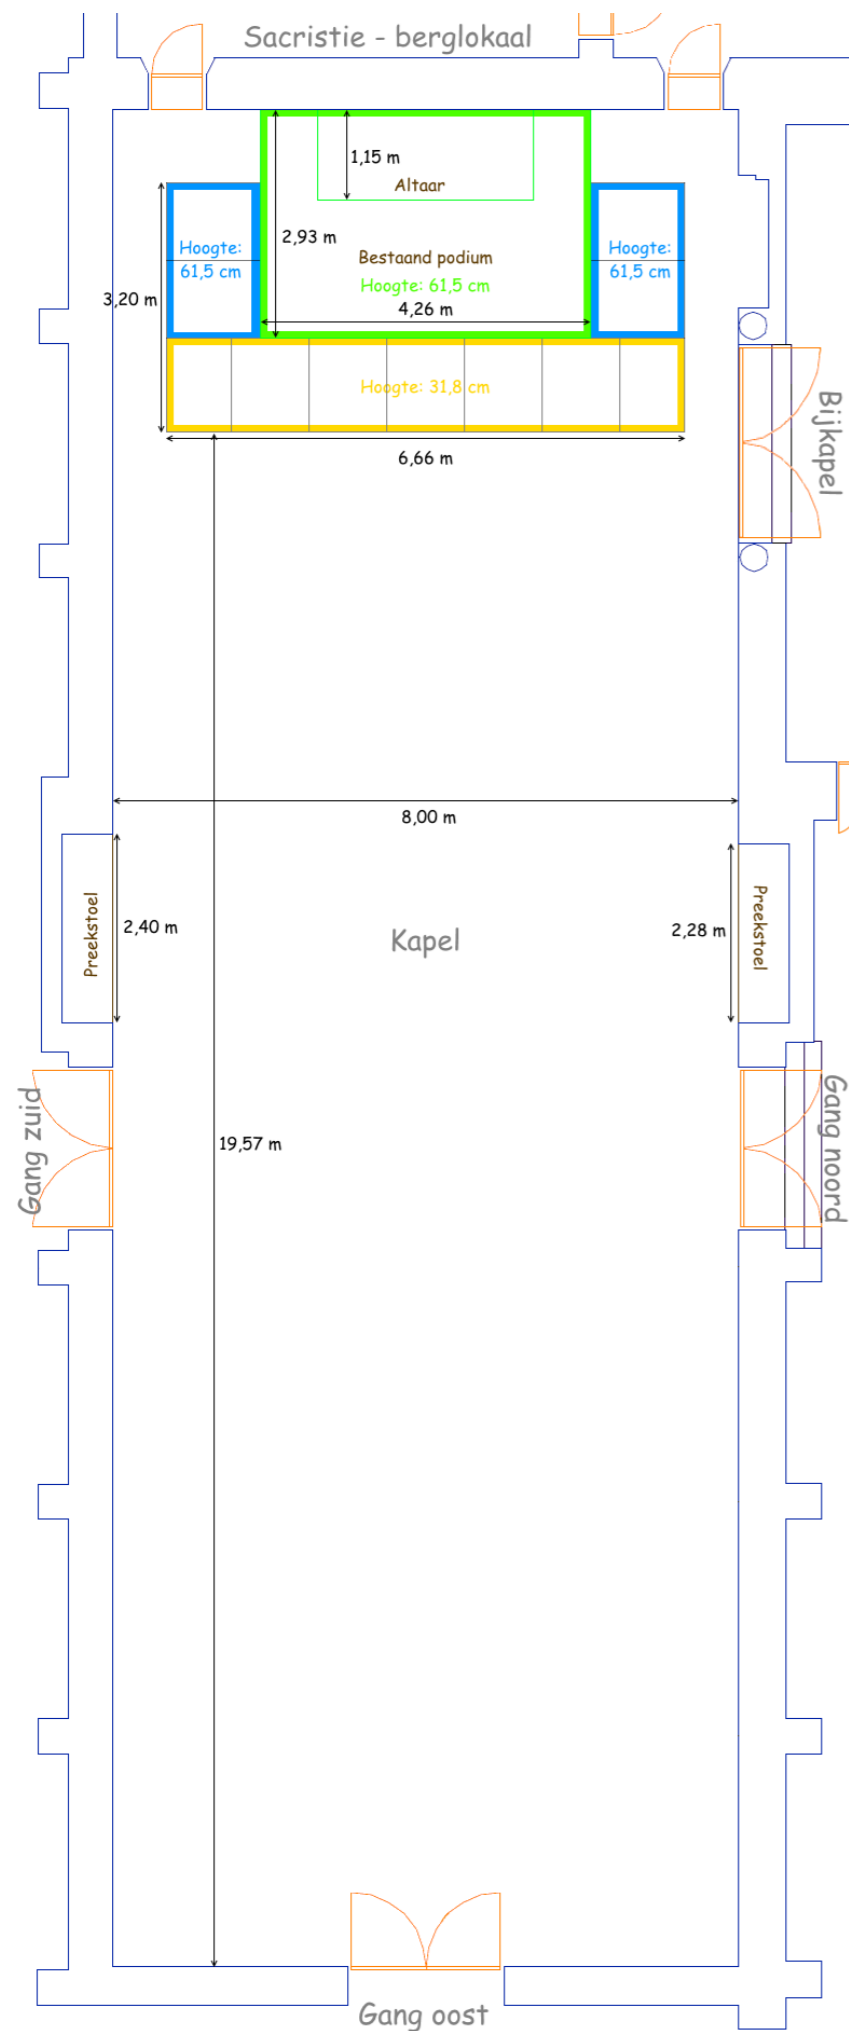 Sacristie - berglokaal
1,15 m
Altaar
2,93 m
Hoogte:
61,5 cm
Bestaand podium
Hoogte: 61,5 cm
Hoogte:
61,5 cm
3,20 m
4,26 m
Hoogte: 31,8 cm
6,66 m
Bijkapel
8,00 m
Preekstoel
2,40 m
Kapel
2,28 m
Preekstoel
Gang zuid
19,57 m
Gang noord
Gang oost